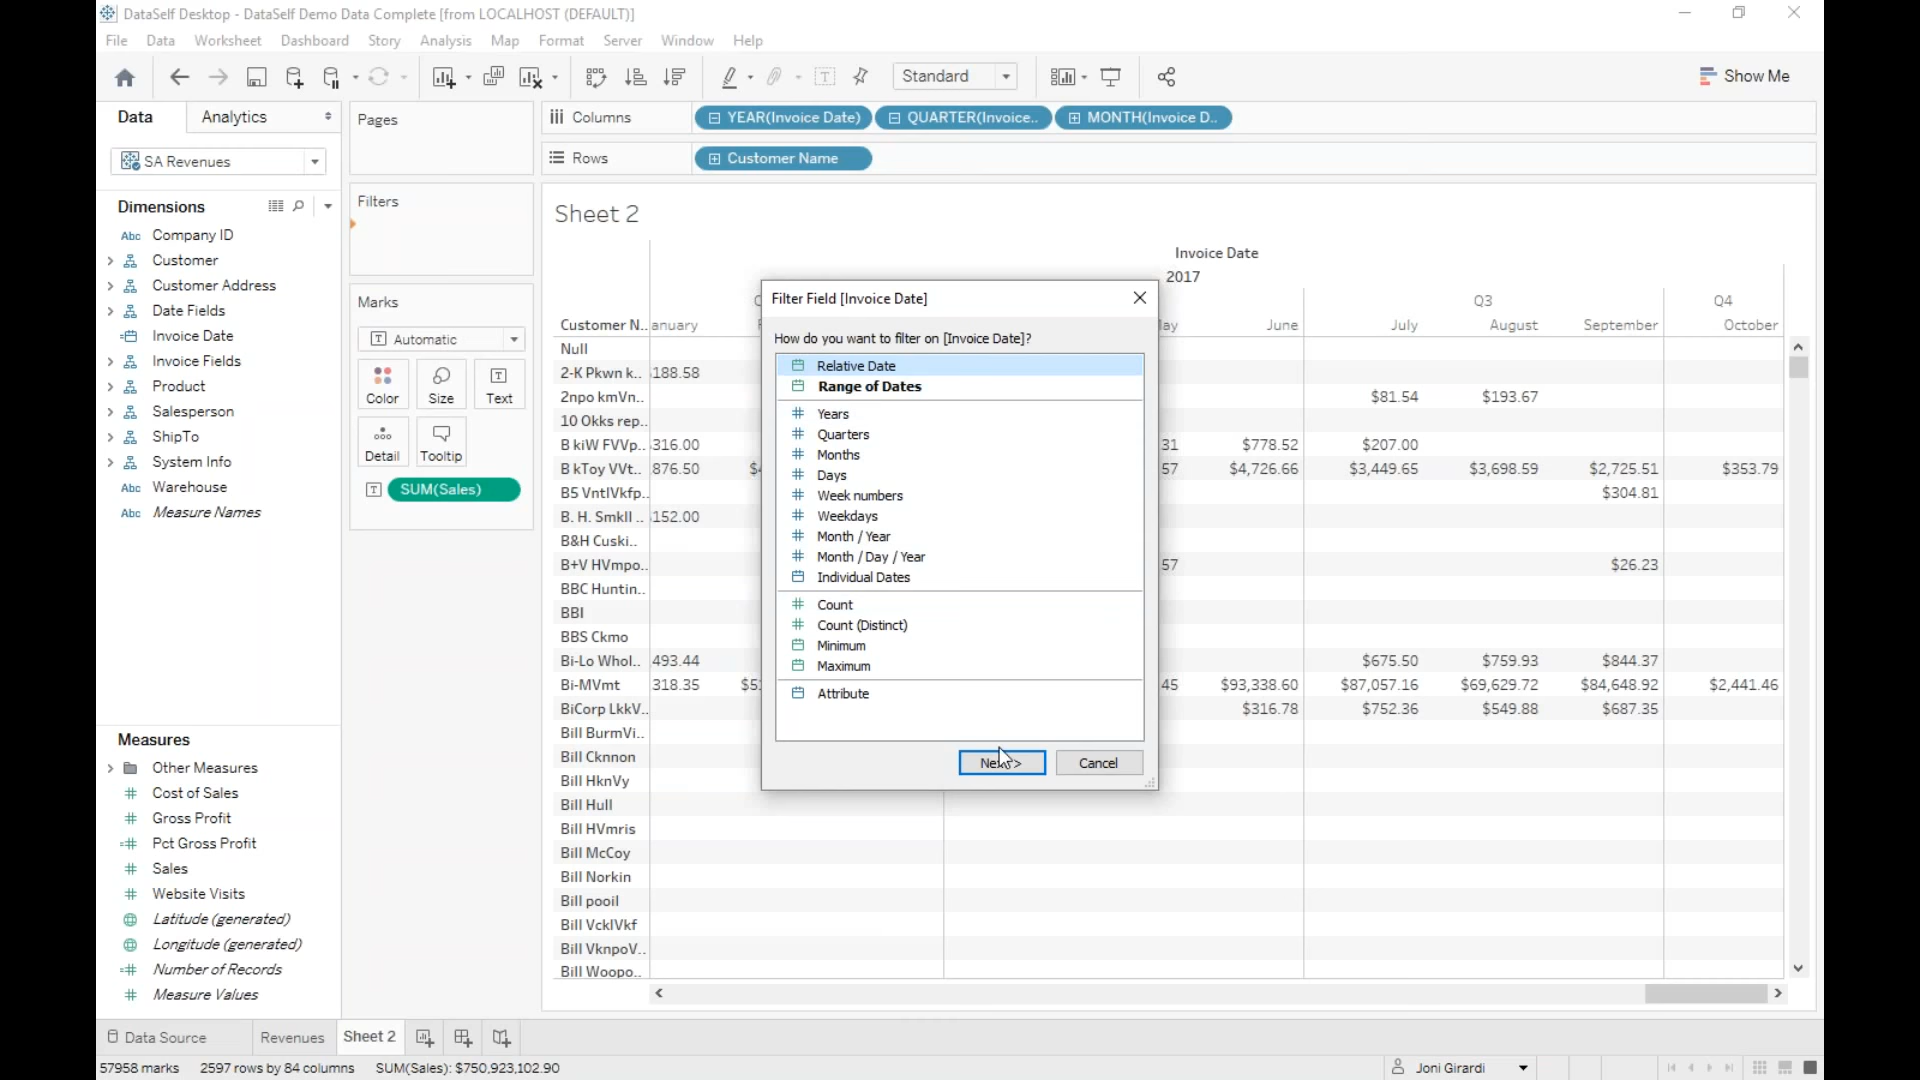 DataSelf Desktop - DataSelf Demo Data Complete [from LOCALHOST (DEFAULT)]
File Data Worksheet Dashboard Story Analysis Map Format Server Window Help
Standard
Show Me
Data Analytics
SA Revenues
Dimensions
Abc Company ID
Customer
Customer Address
Date Fields
Invoice Date
Invoice Fields
Product
Salesperson
ShipTo
System Info
Abc Warehouse
Abc Measure Names
Measures
Other Measures
Cost of Sales
Gross Profit
Pct Gross Profit
Sales
Website Visits
Latitude (generated)
Longitude (generated)
Number of Records
Measure Values
Pages
Filters
Marks
Automatic
Color Size Text
Detail Tooltip
SUM(Sales)
Columns YEAR(Invoice Date) QUARTER(Invoice.. MONTH(Invoice D..
Rows Customer Name
Sheet 2
Invoice Date
2017
Q3 Q4
Customer N.. anuary June July August September October
Null
2-K Pkwn k.. 188.58
2npo kmVn.. $81.54 $193.67
10 Okks rep..
B kiW FVVp.. 316.00 31 $778.52 $207.00
B kToy VVt.. 876.50 57 $4,726.66 $3,449.65 $3,698.59 $2,725.51 $353.79
B5 VntlVkfp.. $304.81
B. H. Smkll .. 152.00
B&H Cuski..
B+V HVmpo.. 57 $26.23
BBC Huntin..
BBI
BBS Ckmo
Bi-Lo Whol.. 493.44 $675.50 $759.93 $844.37
Bi-MVmt 318.35 $51 45 $93,338.60 $87,057.16 $69,629.72 $84,648.92 $2,441.46
BiCorp LkkV.. $316.78 $752.36 $549.88 $687.35
Bill BurmVi..
Bill Cknnon
Bill HknVy
Bill Hull
Bill HVmris
Bill McCoy
Bill Norkin
Bill pooil
Bill VcklVkf
Bill VknpoV..
Bill Woopo..
Filter Field [Invoice Date]
How do you want to filter on [Invoice Date]?
Relative Date
Range of Dates
Years
Quarters
Months
Days
Week numbers
Weekdays
Month / Year
Month / Day / Year
Individual Dates
Count
Count (Distinct)
Minimum
Maximum
Attribute
Next > Cancel
Data Source Revenues Sheet 2
57958 marks 2597 rows by 84 columns SUM(Sales): $750,923,102.90
Joni Girardi